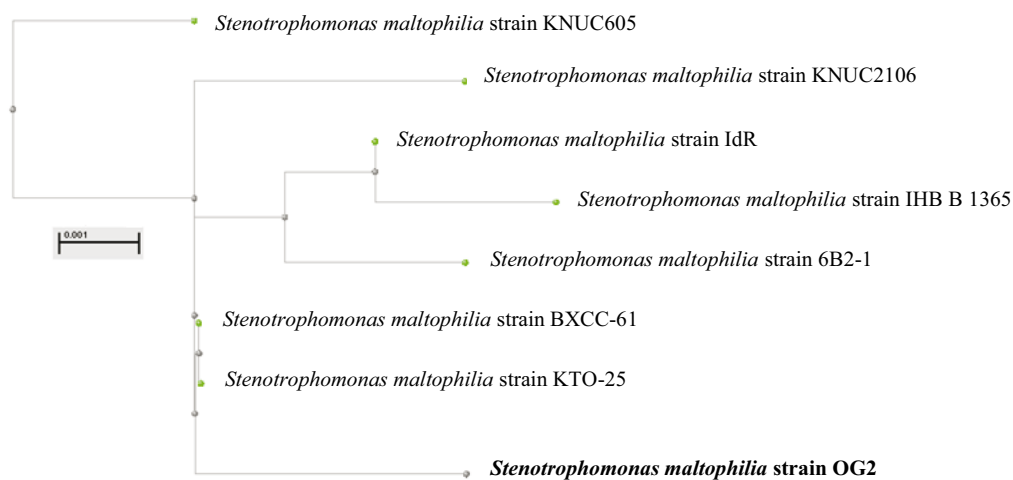 Stenotrophomonas maltophilia strain KNUC605
Stenotrophomonas maltophilia strain KNUC2106
Stenotrophomonas maltophilia strain IdR
Stenotrophomonas maltophilia strain IHB B 1365
0.001
Stenotrophomonas maltophilia strain 6B2-1
Stenotrophomonas maltophilia strain BXCC-61
Stenotrophomonas maltophilia strain KTO-25
Stenotrophomonas maltophilia strain OG2